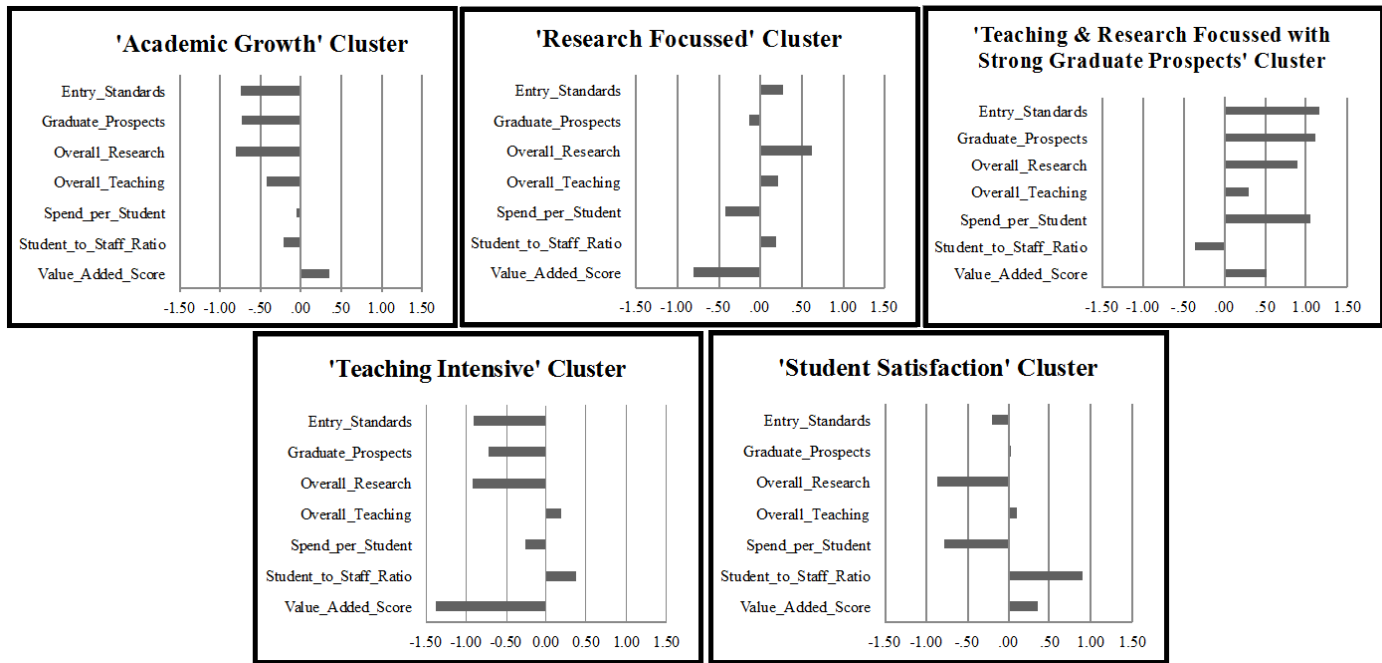 'Academic Growth' Cluster
Entry_Standards
Graduate_Prospects
Overall_Research
Overall_Teaching
Spend_per_Student
Student_to_Staff_Ratio
Value_Added_Score
-1.50 -1.00 -.50 .00 .50 1.00 1.50
'Research Focussed' Cluster
Entry_Standards
Graduate_Prospects
Overall_Research
Overall_Teaching
Spend_per_Student
Student_to_Staff_Ratio
Value_Added_Score
-1.50 -1.00 -.50 .00 .50 1.00 1.50
'Teaching & Research Focussed with
Strong Graduate Prospects' Cluster
Entry_Standards
Graduate_Prospects
Overall_Research
Overall_Teaching
Spend_per_Student
Student_to_Staff_Ratio
Value_Added_Score
-1.50 -1.00 -.50 .00 .50 1.00 1.50
'Teaching Intensive' Cluster
Entry_Standards
Graduate_Prospects
Overall_Research
Overall_Teaching
Spend_per_Student
Student_to_Staff_Ratio
Value_Added_Score
-1.50 -1.00 -0.50 0.00 0.50 1.00 1.50
'Student Satisfaction' Cluster
Entry_Standards
Graduate_Prospects
Overall_Research
Overall_Teaching
Spend_per_Student
Student_to_Staff_Ratio
Value_Added_Score
-1.50 -1.00 -.50 .00 .50 1.00 1.50